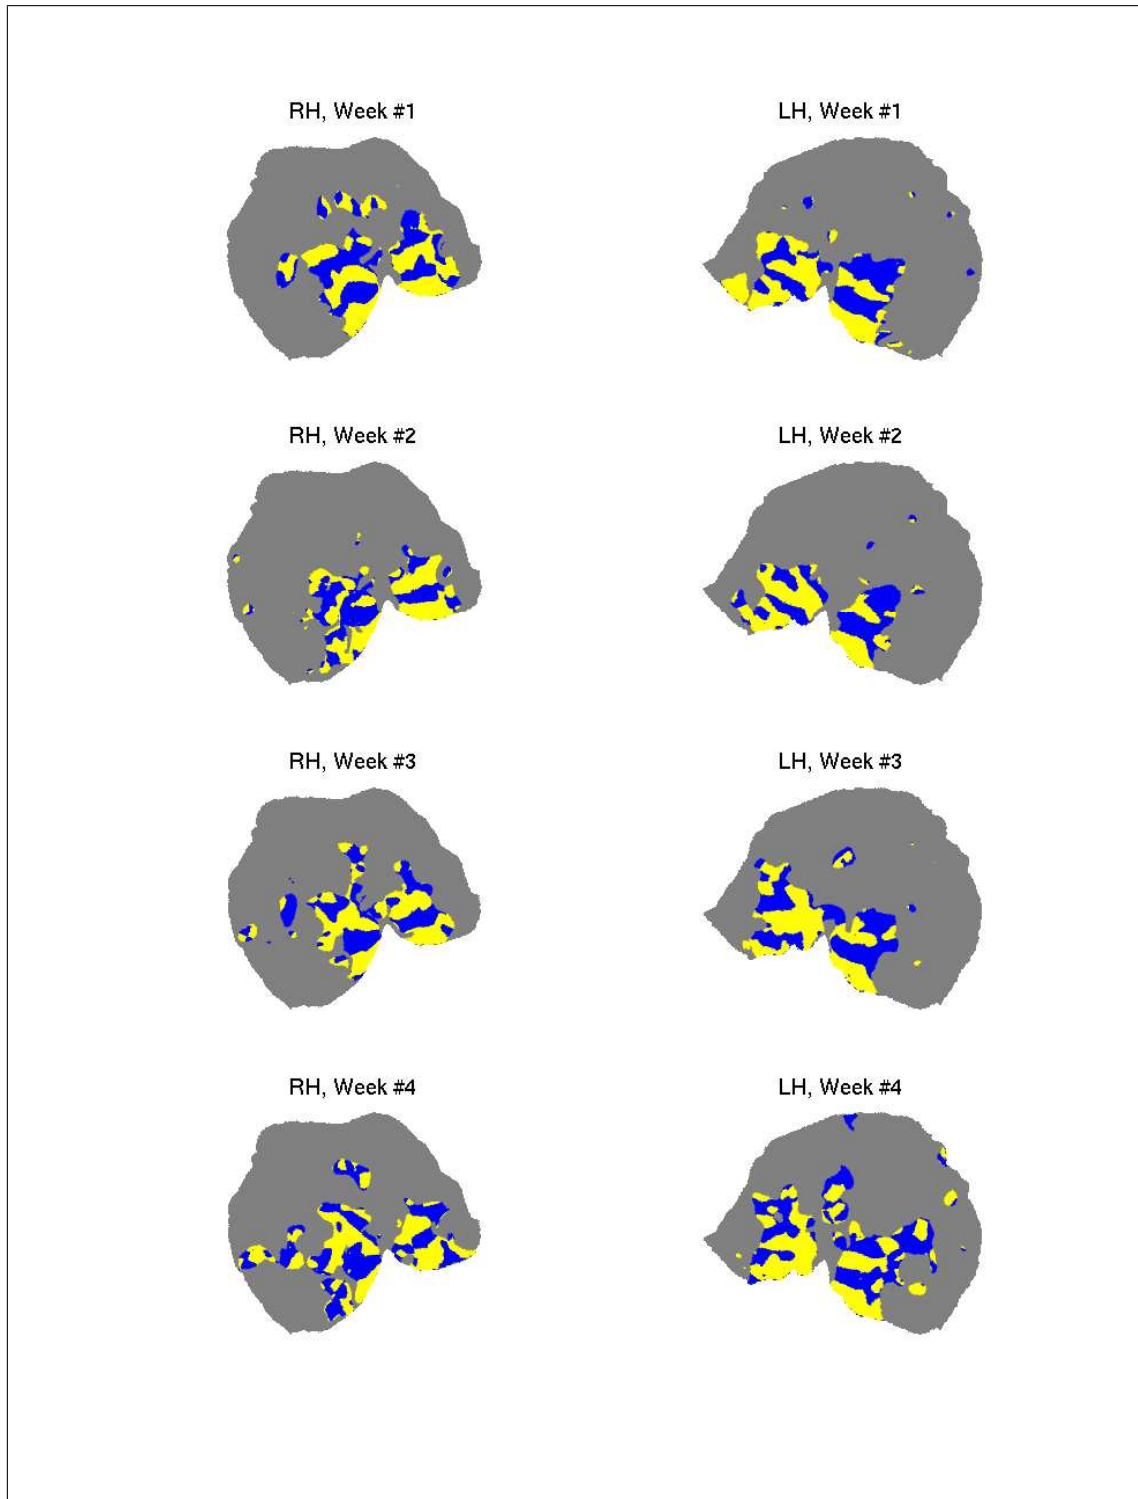 RH, Week #1
LH, Week #1
RH, Week #2
LH, Week #2
RH, Week #3
LH, Week #3
RH, Week #4
LH, Week #4